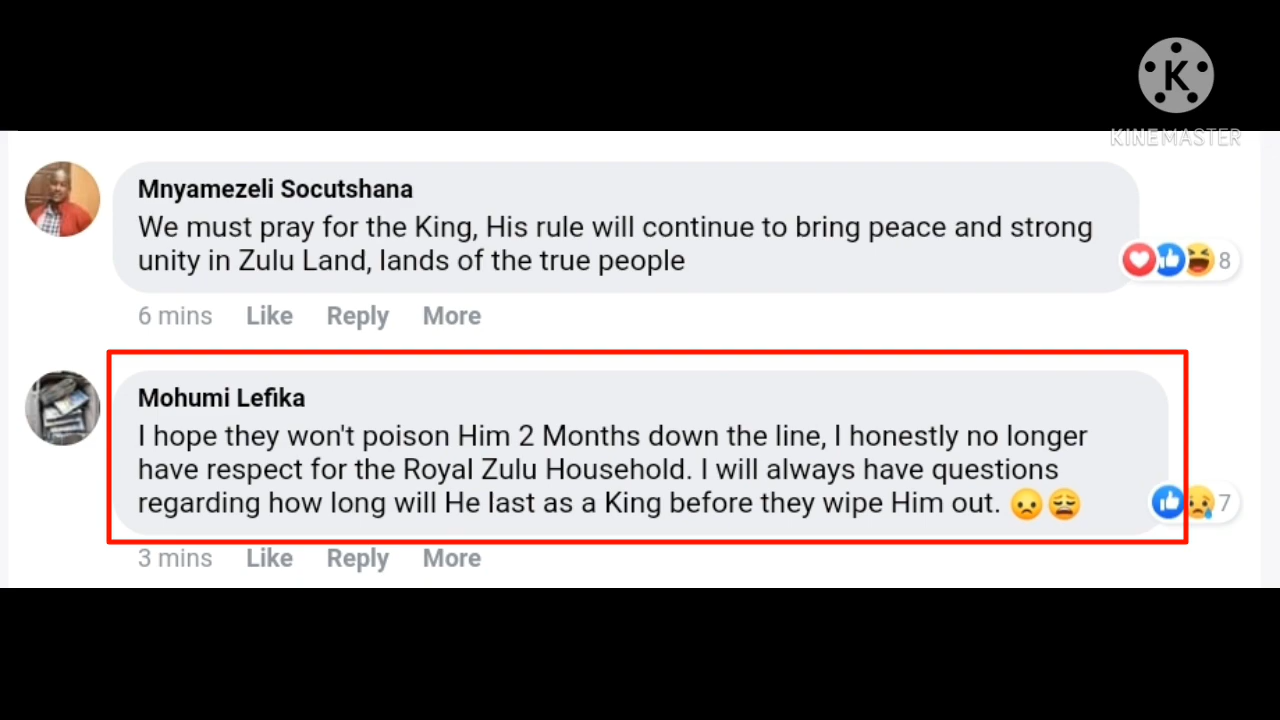 K
KINEMASTER
Mnyamezeli Socutshana
We must pray for the King, His rule will continue to bring peace and strong
unity in Zulu Land, lands of the true people
8
6 mins Like Reply More
Mohumi Lefika
I hope they won't poison Him 2 Months down the line, I honestly no longer
have respect for the Royal Zulu Household. I will always have questions
regarding how long will He last as a King before they wipe Him out. 😞😩
7
3 mins Like Reply More